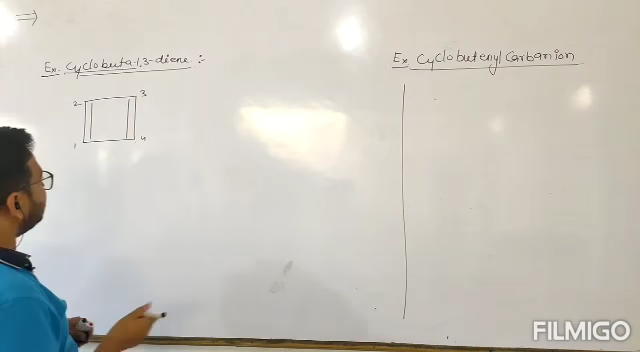 ⇒
Ex. Cyclobuta-1,3-diene :-
Ex Cyclobutenyl Carbanion
2 3
1 4
FILMIGO